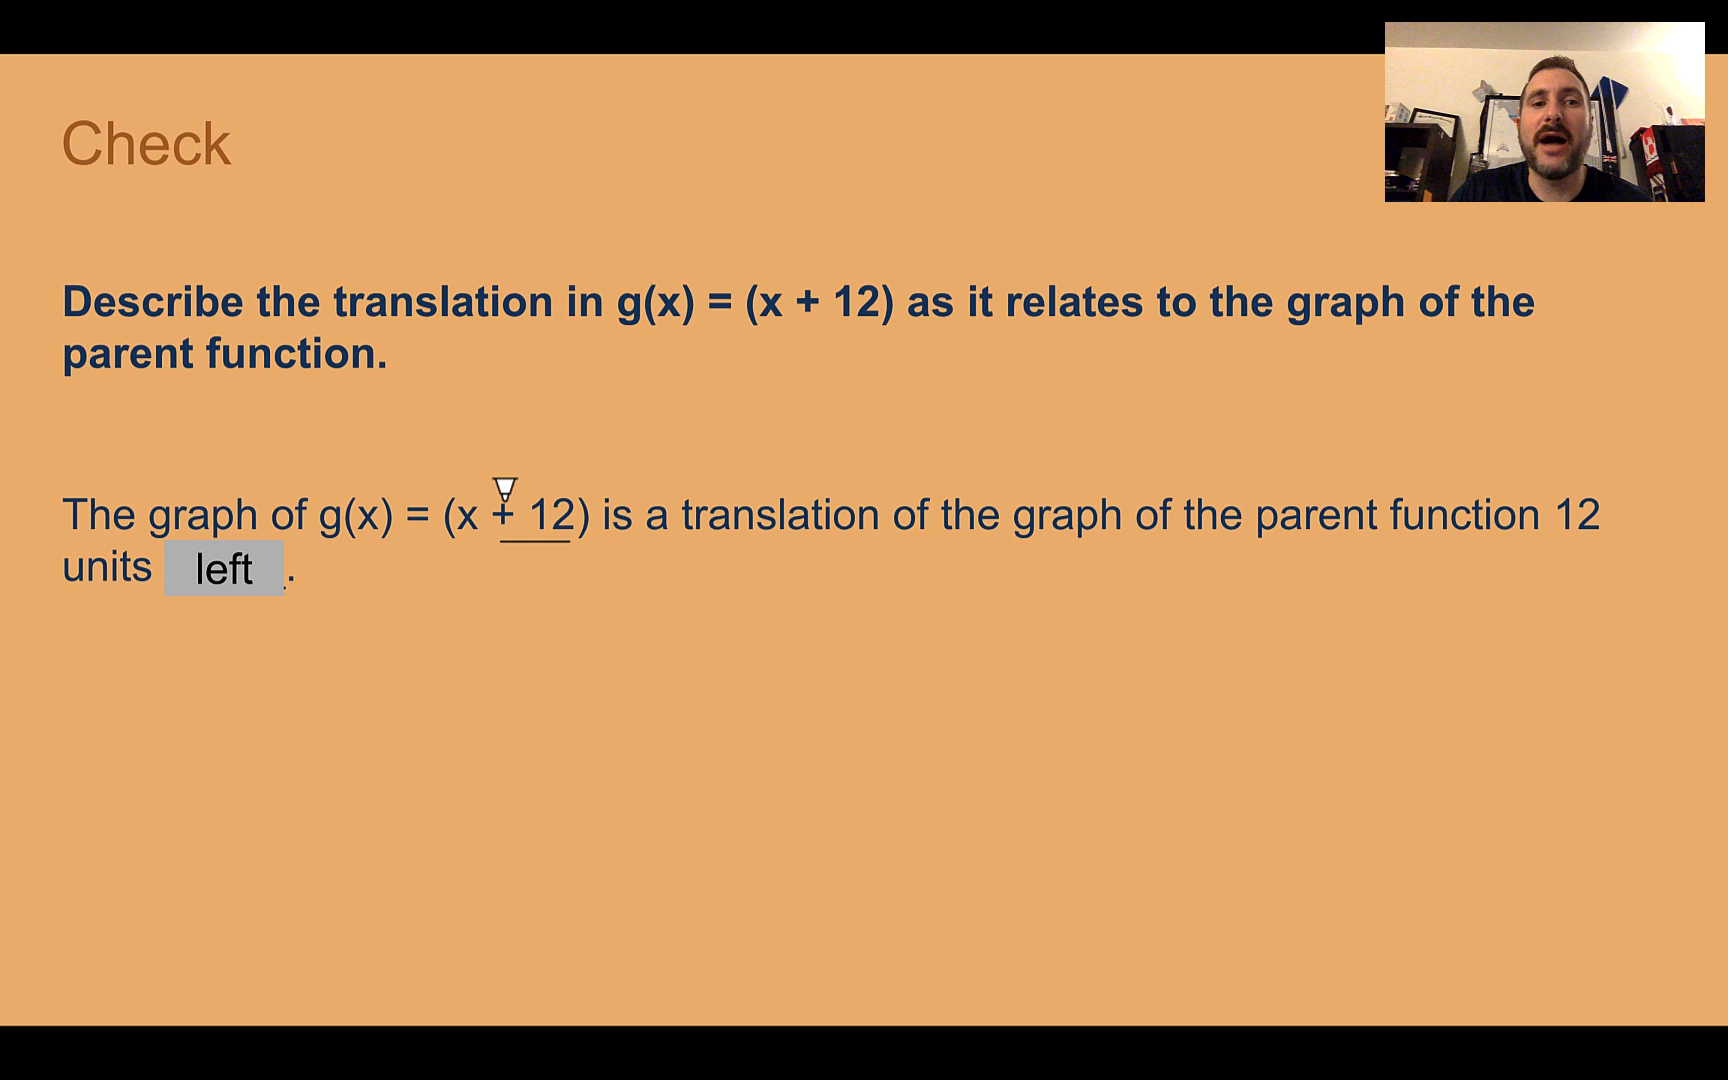 Check
Describe the translation in g(x) = (x + 12) as it relates to the graph of the
parent function.
The graph of g(x) = (x + 12) is a translation of the graph of the parent function 12
units left .